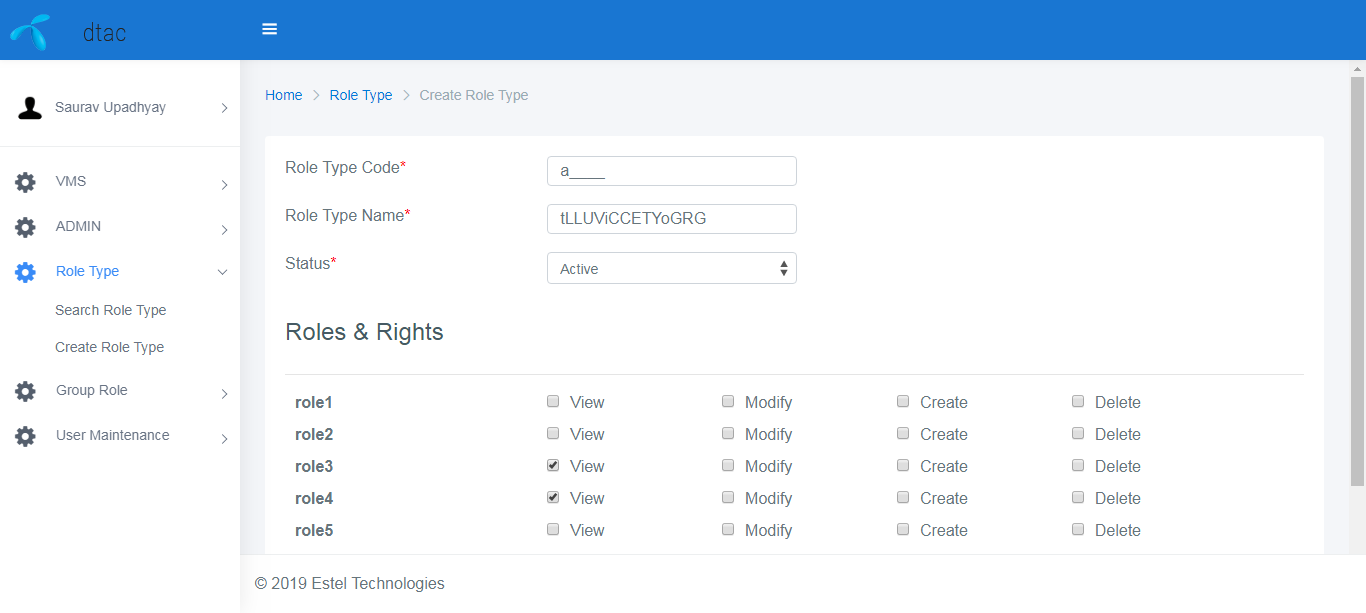 dtac
Saurav Upadhyay
VMS
ADMIN
Role Type
Search Role Type
Create Role Type
Group Role
User Maintenance
Home > Role Type > Create Role Type
Role Type Code* a____
Role Type Name* tLLUViCCETYoGRG
Status* Active
Roles & Rights
role1 View Modify Create Delete
role2 View Modify Create Delete
role3 View Modify Create Delete
role4 View Modify Create Delete
role5 View Modify Create Delete
© 2019 Estel Technologies